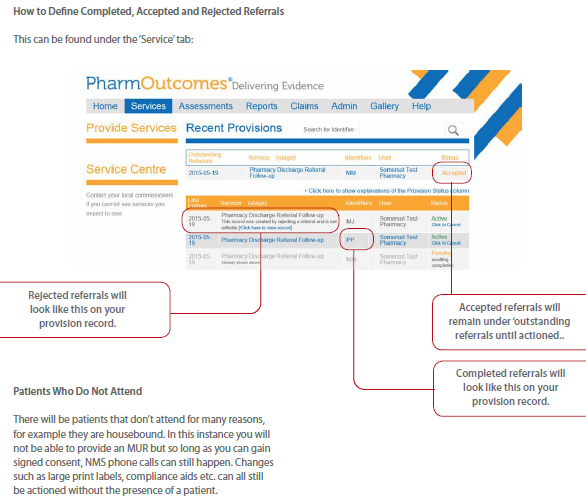 How to Define Completed, Accepted and Rejected Referrals
This can be found under the 'Service' tab:
PharmOutcomes® Delivering Evidence
Home Services Assessments Reports Claims Admin Gallery Help
Provide Services
Recent Provisions Search for Identifier:
Outstanding Referrals Service (stage) Identifiers User Status
2015-05-19 Pharmacy Discharge Referral Follow-up MM Somerset Test Pharmacy Accepted
Service Centre
Contact your local commissioners
if you cannot see services you
expect to see.
• Click here to show explanations of the Provision Status column
Last Entries Service (stage) Identifiers User Status
2015-05-19 Pharmacy Discharge Referral Follow-up MJ Somerset Test Pharmacy Active
This record was created by rejecting a referral and is not editable [Click here to view record] Click to Cancel
2015-05-19 Pharmacy Discharge Referral Follow-up PP Somerset Test Pharmacy Active
Click to Cancel
2015-05-19 Pharmacy Discharge Referral Follow-up Somerset Test Pharmacy Pending
Already awaiting
Rejected referrals will
look like this on your
provision record.
Accepted referrals will
remain under 'outstanding
referrals until actioned..
Completed referrals will
look like this on your
provision record.
Patients Who Do Not Attend
There will be patients that don't attend for many reasons,
for example they are housebound. In this instance you will
not be able to provide an MUR but so long as you can gain
signed consent, NMS phone calls can still happen. Changes
such as large print labels, compliance aids etc. can all still
be actioned without the presence of a patient.